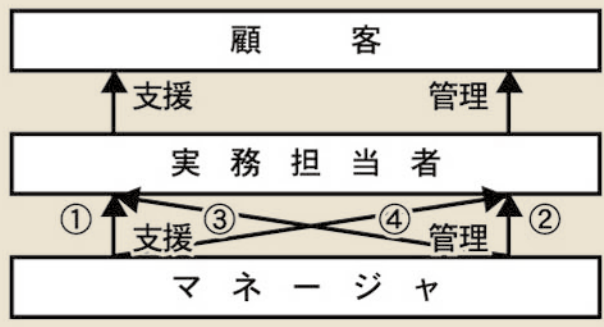 顧客
支援 管理
実務担当者
① ③ ④ ②
支援 管理
マネージャ